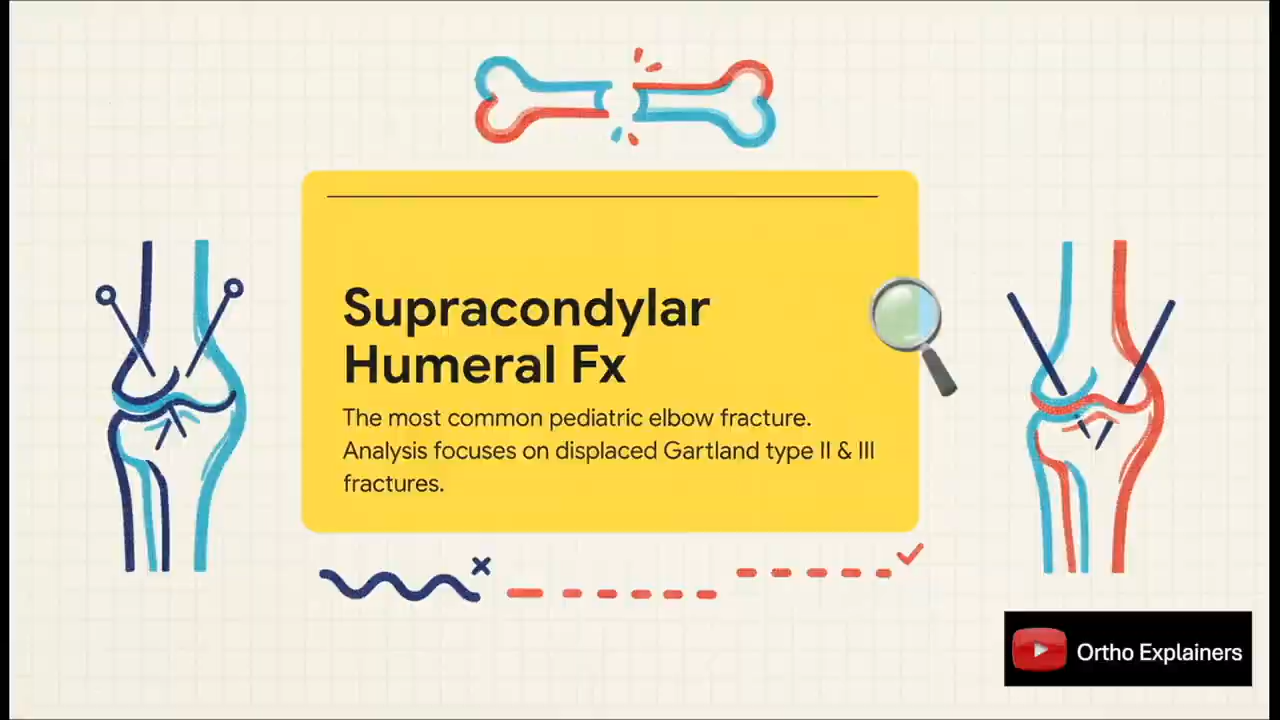 Supracondylar
Humeral Fx
The most common pediatric elbow fracture.
Analysis focuses on displaced Gartland type II & III
fractures.
Ortho Explainers